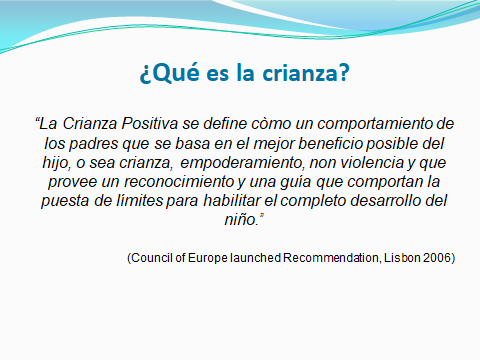 ¿Qué es la crianza?
“La Crianza Positiva se define còmo un comportamiento de
los padres que se basa en el mejor beneficio posible del
hijo, o sea crianza, empoderamiento, non violencia y que
provee un reconocimiento y una guía que comportan la
puesta de límites para habilitar el completo desarrollo del
niño.”
(Council of Europe launched Recommendation, Lisbon 2006)